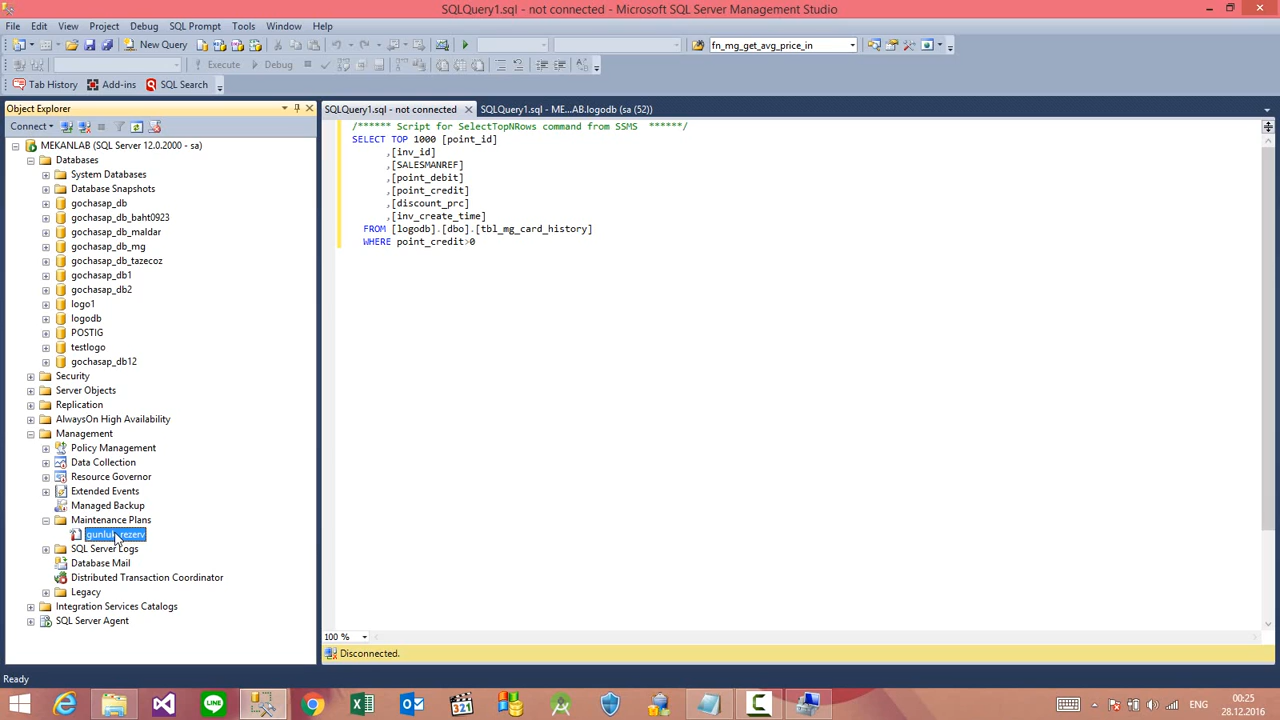 SQLQuery1.sql - not connected - Microsoft SQL Server Management Studio
File Edit View Project Debug SQL Prompt Tools Window Help
New Query fn_mg_get_avg_price_in
Execute Debug
Tab History Add-ins SQL Search
Object Explorer
SQLQuery1.sql - not connected SQLQuery1.sql - ME...AB.logodb (sa (52))
Connect
MEKANLAB (SQL Server 12.0.2000 - sa)
Databases
System Databases
Database Snapshots
gochasap_db
gochasap_db_baht0923
gochasap_db_maldar
gochasap_db_mg
gochasap_db_tazecoz
gochasap_db1
gochasap_db2
logo1
logodb
POSTIG
testlogo
gochasap_db12
Security
Server Objects
Replication
AlwaysOn High Availability
Management
Policy Management
Data Collection
Resource Governor
Extended Events
Managed Backup
Maintenance Plans
gunluk_rezerv
SQL Server Logs
Database Mail
Distributed Transaction Coordinator
Legacy
Integration Services Catalogs
SQL Server Agent
/****** Script for SelectTopNRows command from SSMS ******/
SELECT TOP 1000 [point_id]
,[inv_id]
,[SALESMANREF]
,[point_debit]
,[point_credit]
,[discount_prc]
,[inv_create_time]
FROM [logodb].[dbo].[tbl_mg_card_history]
WHERE point_credit>0
100 %
Disconnected.
Ready
LINE
321
ENG
00:25
28.12.2016